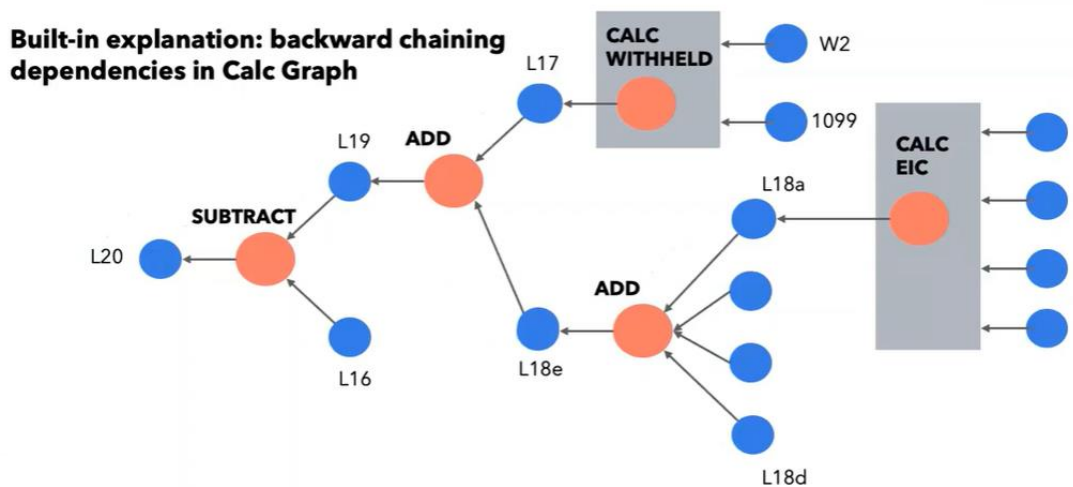 Built-in explanation: backward chaining
dependencies in Calc Graph
CALC
WITHHELD
W2
L17
1099
ADD
L19
CALC
EIC
L18a
SUBTRACT
L20
ADD
L16
L18e
L18d